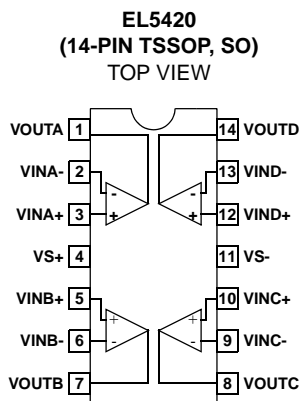 EL5420
(14-PIN TSSOP, SO)
TOP VIEW
VOUTA 1 14 VOUTD
VINA- 2 13 VIND-
- -
VINA+ 3 12 VIND+
+ +
VS+ 4 11 VS-
VINB+ 5 10 VINC+
+ +
VINB- 6 9 VINC-
- -
VOUTB 7 8 VOUTC